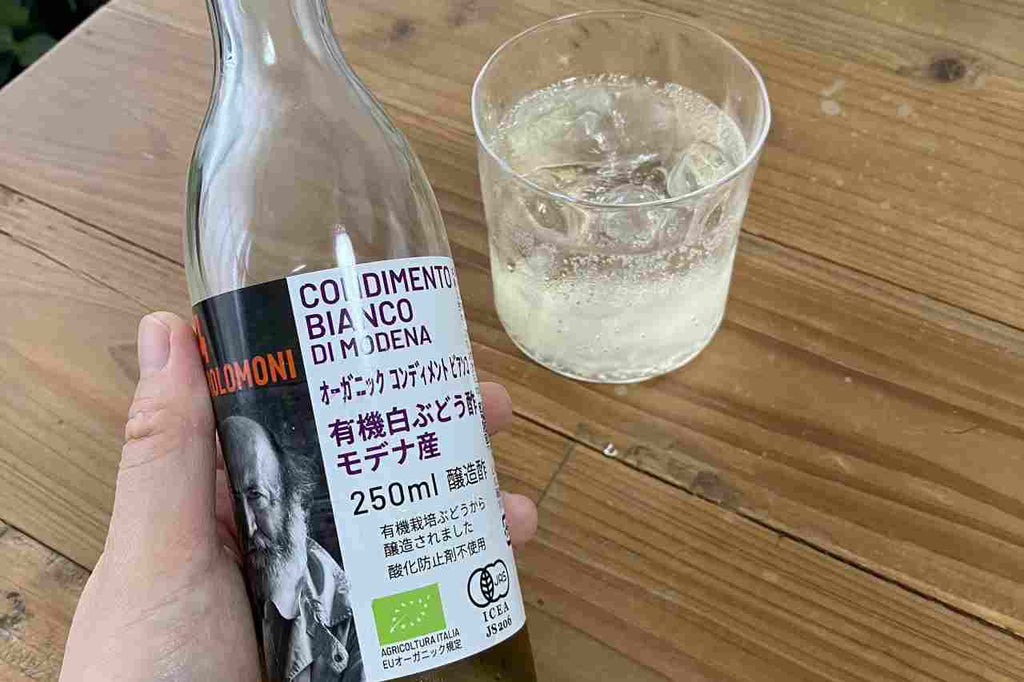 OLOMONI
CONDIMENTO
BIANCO
DI MODENA
オーガニック コンディメント ビアンコ
有機白ぶどう酢
モデナ産
250ml 醸造酢
有機栽培ぶどうから
醸造されました
酸化防止剤不使用
JAS
ICEA
JS206
AGRICOLTURA ITALIA
EUオーガニック規定